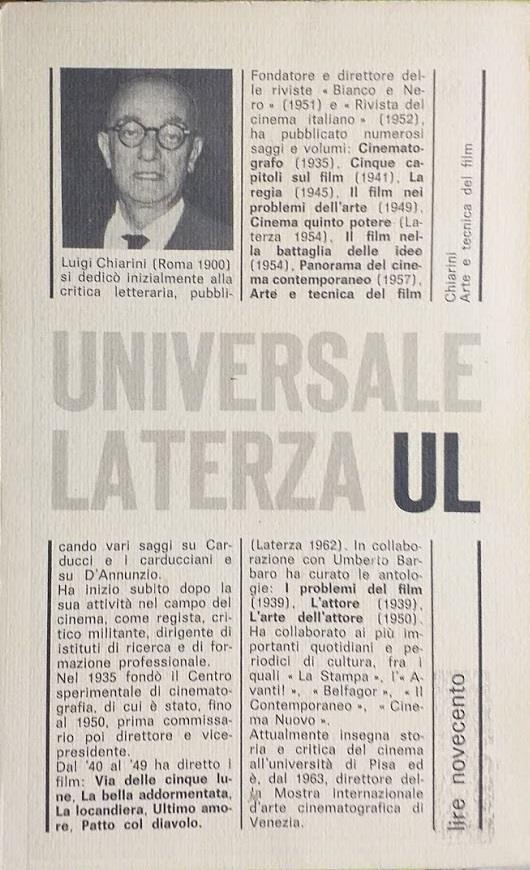 Luigi Chiarini (Roma 1900)
si dedicò inizialmente alla
critica letteraria, pubbli-
cando vari saggi su Car-
ducci e i carducciani e
su D'Annunzio.
Ha inizio subito dopo la
sua attività nel campo del
cinema, come regista, cri-
tico militante, dirigente di
istituti di ricerca e di for-
mazione professionale.
Nel 1935 fondò il Centro
sperimentale di cinemato-
grafia, di cui è stato, fino
al 1950, prima commissa-
rio poi direttore e vice-
presidente.
Dal '40 al '49 ha diretto i
film: Via delle cinque lu-
ne, La bella addormentata,
La locandiera, Ultimo amo-
re, Patto col diavolo.
Fondatore e direttore del-
le riviste « Bianco e Ne-
ro » (1951) e « Rivista del
cinema italiano » (1952),
ha pubblicato numerosi
saggi e volumi: Cinemato-
grafo (1935), Cinque ca-
pitoli sul film (1941), La
regia (1945), Il film nei
problemi dell'arte (1949),
Cinema quinto potere (La-
terza 1954), Il film nel-
la battaglia delle idee
(1954), Panorama del cine-
ma contemporaneo (1957),
Arte e tecnica del film
(Laterza 1962). In collabo-
razione con Umberto Bar-
baro ha curato le antolo-
gie: I problemi del film
(1939), L'attore (1939),
L'arte dell'attore (1950).
Ha collaborato ai più im-
portanti quotidiani e pe-
riodici di cultura, fra i
quali « La Stampa », l'« A-
vanti! », « Belfagor », « Il
Contemporaneo », « Cine-
ma Nuovo ».
Attualmente insegna sto-
ria e critica del cinema
all'università di Pisa ed
è, dal 1963, direttore del-
la Mostra internazionale
d'arte cinematografica di
Venezia.
Chiarini
Arte e tecnica del film
UNIVERSALE
LATERZA UL
lire novecento